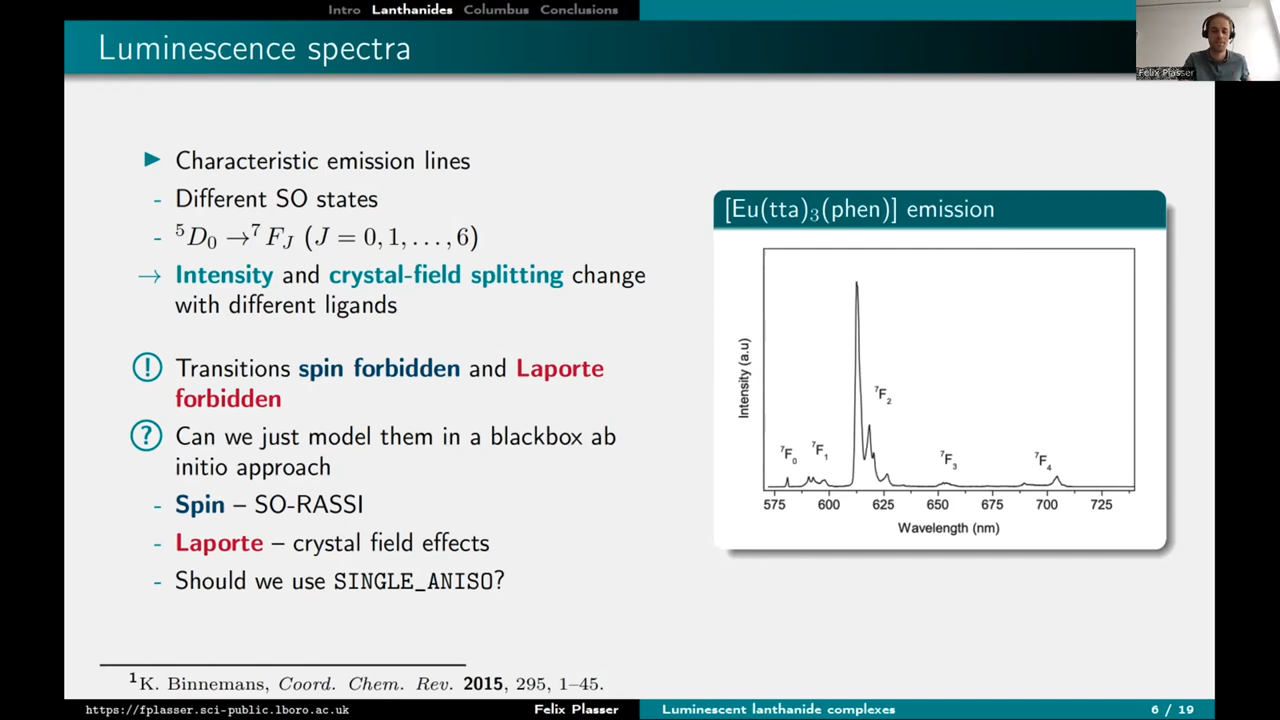 Intro Lanthanides Columbus Conclusions
Luminescence spectra
Felix Plasser
▶ Characteristic emission lines
- Different SO states
- ⁵D₀ →⁷ F_J (J = 0, 1, . . . , 6)
→ Intensity and crystal-field splitting change
with different ligands
! Transitions spin forbidden and Laporte
forbidden
? Can we just model them in a blackbox ab
initio approach
- Spin – SO-RASSI
- Laporte – crystal field effects
- Should we use SINGLE_ANISO?
[Eu(tta)₃(phen)] emission
Intensity (a.u)
⁷F₀
⁷F₁
⁷F₂
⁷F₃
⁷F₄
575 600 625 650 675 700 725
Wavelength (nm)
¹K. Binnemans, Coord. Chem. Rev. 2015, 295, 1–45.
https://fplasser.sci-public.lboro.ac.uk Felix Plasser Luminescent lanthanide complexes 6 / 19